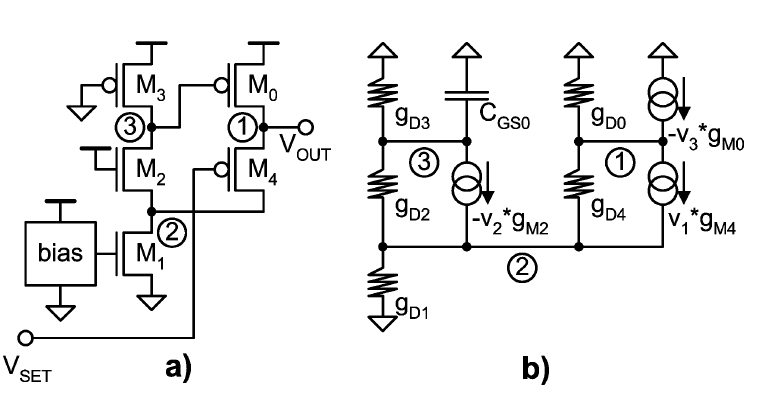 M3
M0
3
1
VOUT
M2
M4
2
bias
M1
VSET
a)
gD3
CGS0
gD0
-v3*gM0
3
1
gD2
-v2*gM2
gD4
v1*gM4
2
gD1
b)